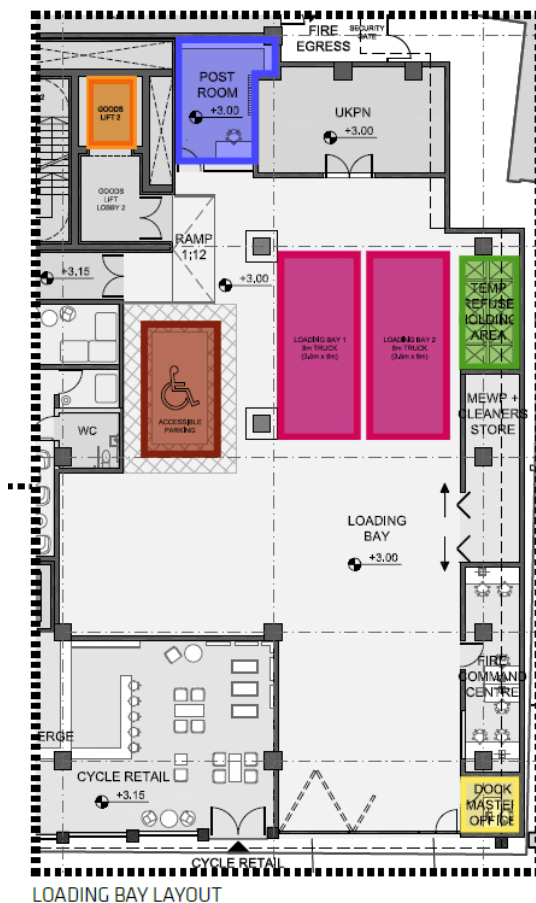 FIRE
EGRESS
SECURITY
GATE
POST
ROOM
+3.00
GOODS
LIFT 2
UKPN
+3.00
GOODS
LIFT
LOBBY 2
RAMP
1:12
+3.15
+3.00
TEMP
REFUSE
HOLDING
AREA
LOADING BAY 1
8m TRUCK
LOADING BAY 2
8m TRUCK
ACCESSIBLE
PARKING
MEWP +
CLEANERS
STORE
WC
LOADING
BAY
+3.00
FIRE
COMMAND
CENTRE
ERGE
CYCLE RETAIL
+3.15
DOCK
MASTER
OFFICE
CYCLE RETAIL
LOADING BAY LAYOUT